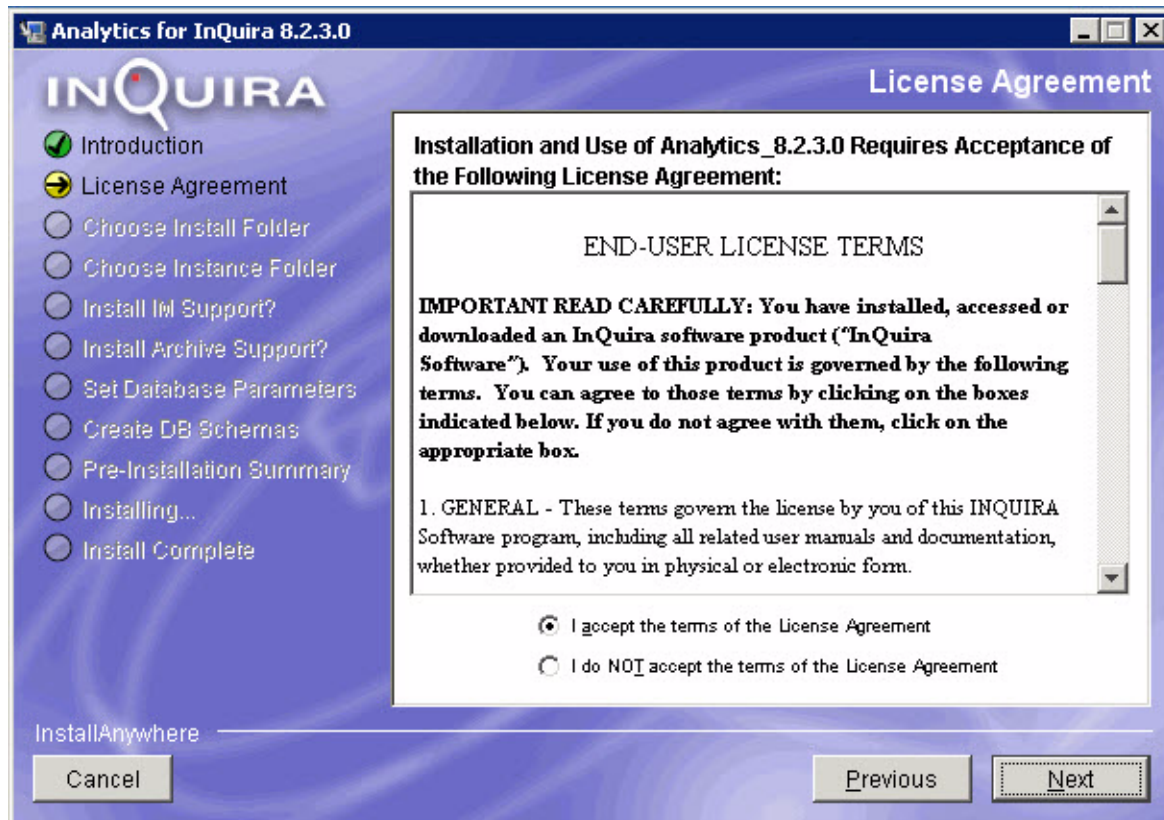 Analytics for InQuira 8.2.3.0
INQUIRA
License Agreement
Introduction
License Agreement
Choose Install Folder
Choose Instance Folder
Install IM Support?
Install Archive Support?
Set Database Parameters
Create DB Schemas
Pre-Installation Summary
Installing...
Install Complete
Installation and Use of Analytics_8.2.3.0 Requires Acceptance of
the Following License Agreement:
END-USER LICENSE TERMS
IMPORTANT READ CAREFULLY: You have installed, accessed or
downloaded an InQuira software product (“InQuira
Software”).  Your use of this product is governed by the following
terms.  You can agree to those terms by clicking on the boxes
indicated below. If you do not agree with them, click on the
appropriate box.
1. GENERAL - These terms govern the license by you of this INQUIRA
Software program, including all related user manuals and documentation,
whether provided to you in physical or electronic form.
I accept the terms of the License Agreement
I do NOT accept the terms of the License Agreement
InstallAnywhere
Cancel
Previous
Next